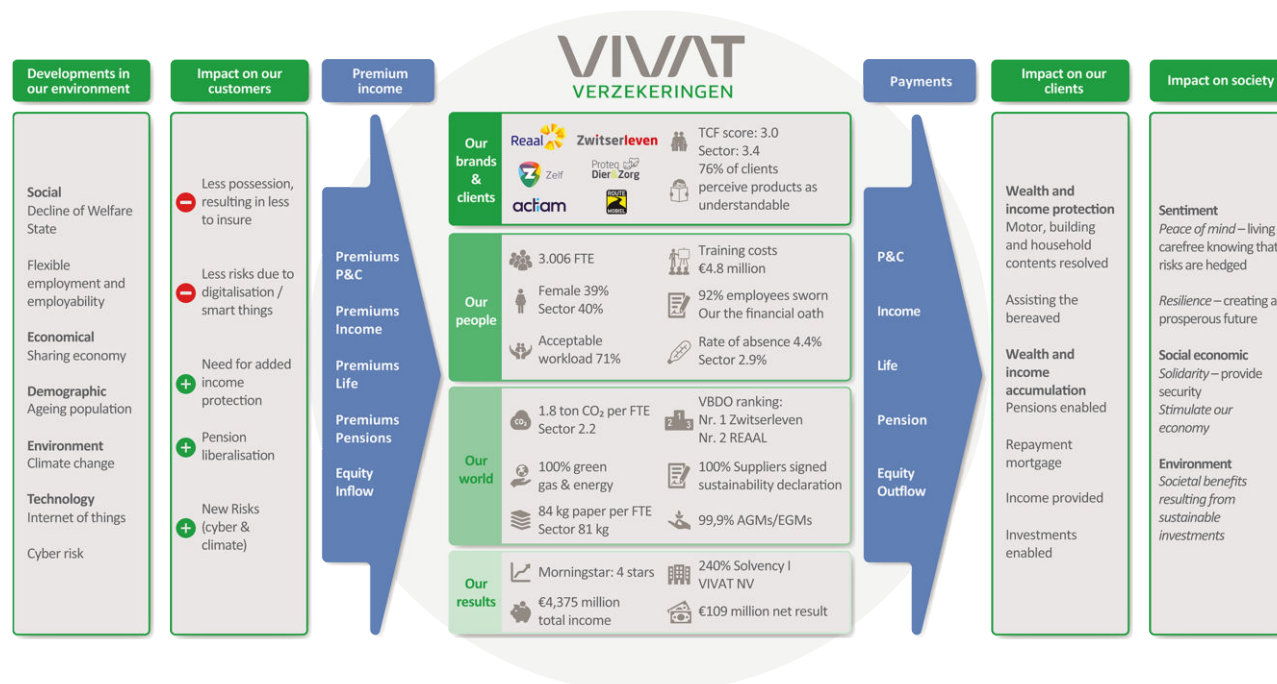 VIVAT
VERZEKERINGEN
Developments in
our environment
Social
Decline of Welfare
State
Flexible
employment and
employability
Economical
Sharing economy
Demographic
Ageing population
Environment
Climate change
Technology
Internet of things
Cyber risk
Impact on our
customers
Less possession,
resulting in less
to insure
Less risks due to
digitalisation /
smart things
Need for added
income
protection
Pension
liberalisation
New Risks
(cyber &
climate)
Premium
income
Premiums
P&C
Premiums
Income
Premiums
Life
Premiums
Pensions
Equity
Inflow
Our
brands
&
clients
Reaal
Zwitserleven
Zelf
Proteq
Dier&Zorg
actiam
ROUTE
MOBIEL
TCF score: 3.0
Sector: 3.4
76% of clients
perceive products as
understandable
Our
people
3.006 FTE
Female 39%
Sector 40%
Acceptable
workload 71%
Training costs
€4.8 million
92% employees sworn
Our the financial oath
Rate of absence 4.4%
Sector 2.9%
Our
world
CO₂
1.8 ton CO₂ per FTE
Sector 2.2
100% green
gas & energy
84 kg paper per FTE
Sector 81 kg
2 1 3
VBDO ranking:
Nr. 1 Zwitserleven
Nr. 2 REAAL
100% Suppliers signed
sustainability declaration
99,9% AGMs/EGMs
Our
results
Morningstar: 4 stars
€4,375 million
total income
240% Solvency I
VIVAT NV
€109 million net result
Payments
P&C
Income
Life
Pension
Equity
Outflow
Impact on our
clients
Wealth and
income protection
Motor, building
and household
contents resolved
Assisting the
bereaved
Wealth and
income
accumulation
Pensions enabled
Repayment
mortgage
Income provided
Investments
enabled
Impact on society
Sentiment
Peace of mind – living
carefree knowing that
risks are hedged
Resilience – creating a
prosperous future
Social economic
Solidarity – provide
security
Stimulate our
economy
Environment
Societal benefits
resulting from
sustainable
investments